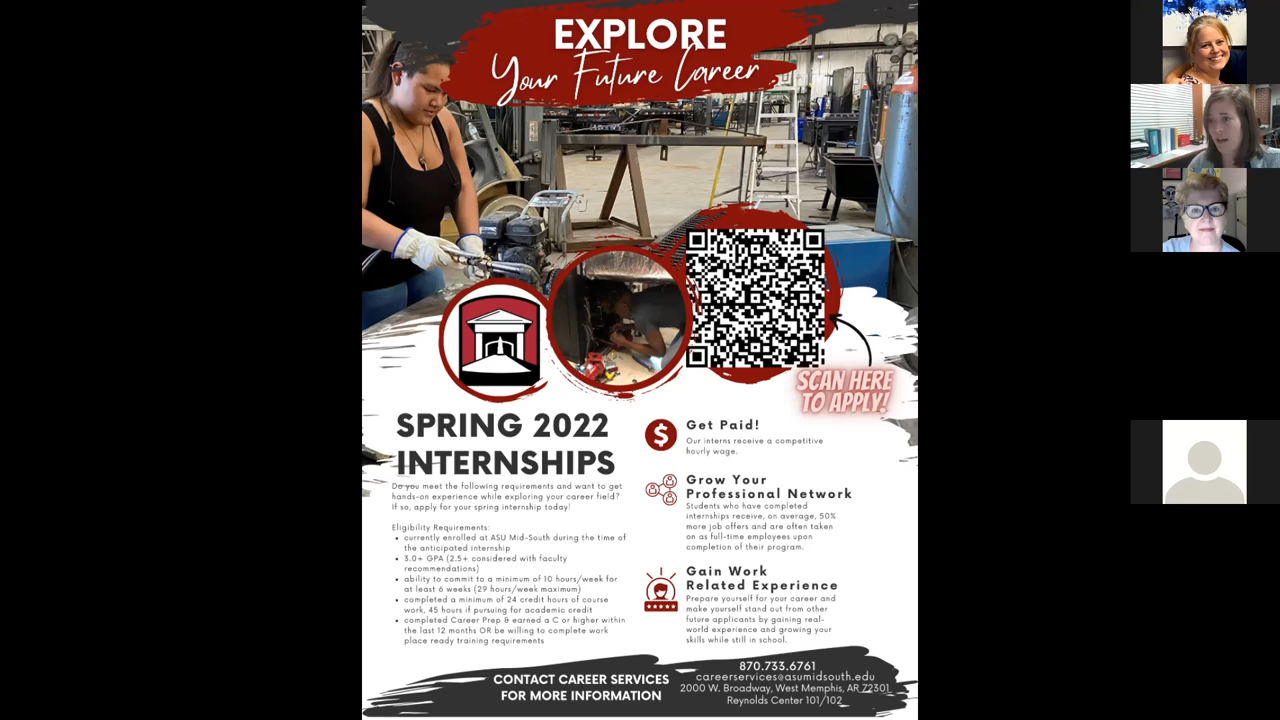 EXPLORE
Your Future Career
SCAN HERE
TO APPLY!
SPRING 2022
INTERNSHIPS
Do you meet the following requirements and want to get
hands-on experience while exploring your career field?
If so, apply for your spring internship today!
Eligibility Requirements:
• currently enrolled at ASU Mid-South during the time of
the anticipated internship
• 3.0+ GPA (2.5+ considered with faculty
recommendations)
• ability to commit to a minimum of 10 hours/week for
at least 6 weeks (29 hours/week maximum)
• completed a minimum of 24 credit hours of course
work, 45 hours if pursuing for academic credit
• completed Career Prep & earned a C or higher within
the last 12 months OR be willing to complete work
place ready training requirements
$
Get Paid!
Our interns receive a competitive
hourly wage.
Grow Your
Professional Network
Students who have completed
internships receive, on average, 50%
more job offers and are often taken
on as full-time employees upon
completion of their program.
Gain Work
Related Experience
Prepare yourself for your career and
make yourself stand out from other
future applicants by gaining real-
world experience and growing your
skills while still in school.
CONTACT CAREER SERVICES
FOR MORE INFORMATION
870.733.6761
careerservices@asumidsouth.edu
2000 W. Broadway, West Memphis, AR 72301
Reynolds Center 101/102